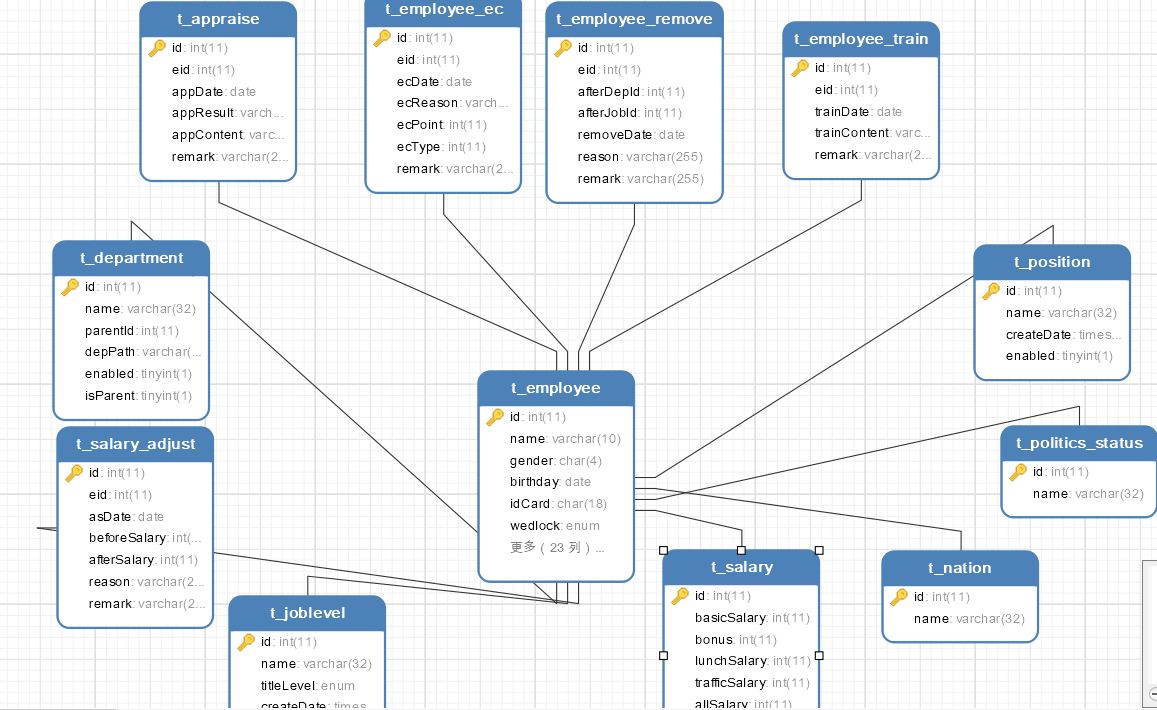 t_appraise
id: int(11)
eid: int(11)
appDate: date
appResult: varch...
appContent: varc...
remark: varchar(2...
t_employee_ec
id: int(11)
eid: int(11)
ecDate: date
ecReason: varch...
ecPoint: int(11)
ecType: int(11)
remark: varchar(2...
t_employee_remove
id: int(11)
eid: int(11)
afterDepId: int(11)
afterJobId: int(11)
removeDate: date
reason: varchar(255)
remark: varchar(255)
t_employee_train
id: int(11)
eid: int(11)
trainDate: date
trainContent: varc...
remark: varchar(2...
t_department
id: int(11)
name: varchar(32)
parentId: int(11)
depPath: varchar(...
enabled: tinyint(1)
isParent: tinyint(1)
t_position
id: int(11)
name: varchar(32)
createDate: times...
enabled: tinyint(1)
t_employee
id: int(11)
name: varchar(10)
gender: char(4)
birthday: date
idCard: char(18)
wedlock: enum
更多 ( 23 列 ) ...
t_salary_adjust
id: int(11)
eid: int(11)
asDate: date
beforeSalary: int(...
afterSalary: int(11)
reason: varchar(2...
remark: varchar(2...
t_politics_status
id: int(11)
name: varchar(32)
t_joblevel
id: int(11)
name: varchar(32)
titleLevel: enum
createDate: times...
t_salary
id: int(11)
basicSalary: int(11)
bonus: int(11)
lunchSalary: int(11)
trafficSalary: int(11)
allSalary: int(11)
t_nation
id: int(11)
name: varchar(32)